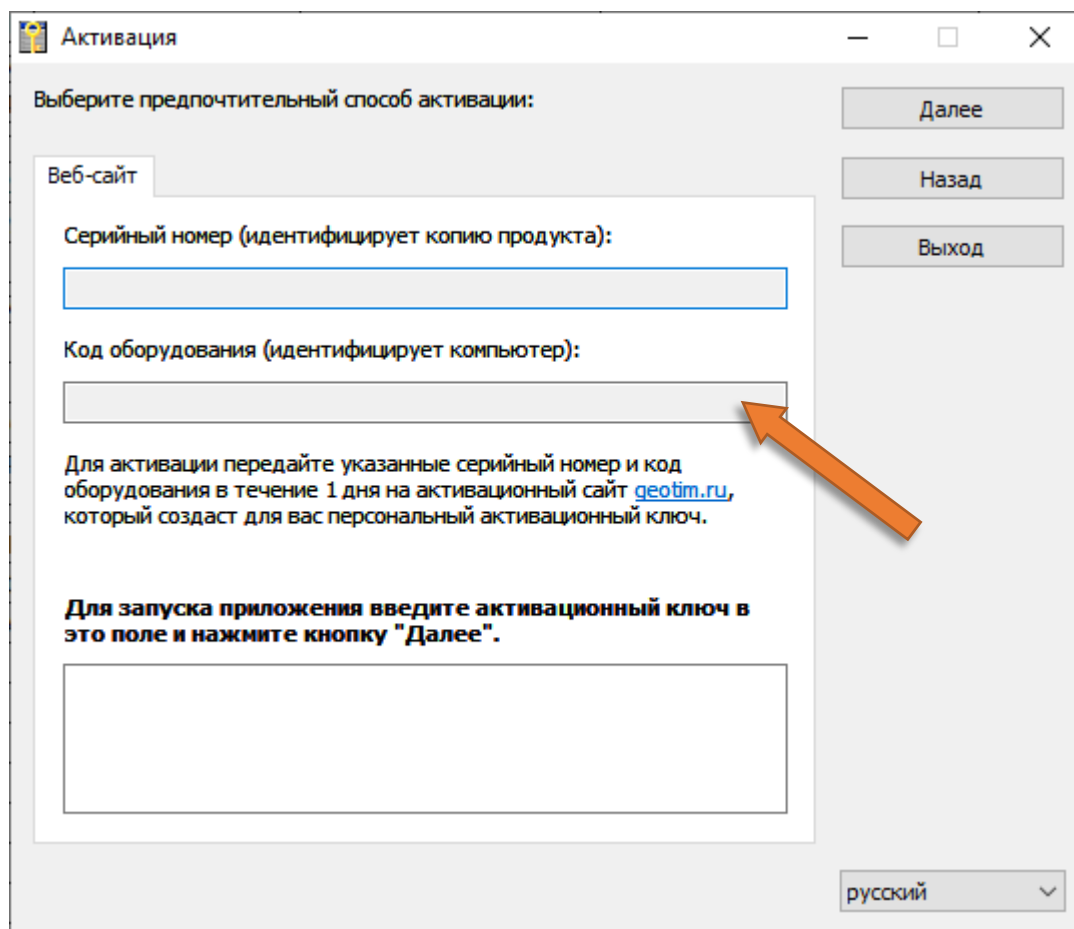 Активация
Выберите предпочтительный способ активации:
Далее
Веб-сайт
Назад
Серийный номер (идентифицирует копию продукта):
Выход
Код оборудования (идентифицирует компьютер):
Для активации передайте указанные серийный номер и код
оборудования в течение 1 дня на активационный сайт geotim.ru,
который создаст для вас персональный активационный ключ.
Для запуска приложения введите активационный ключ в
это поле и нажмите кнопку "Далее".
русский